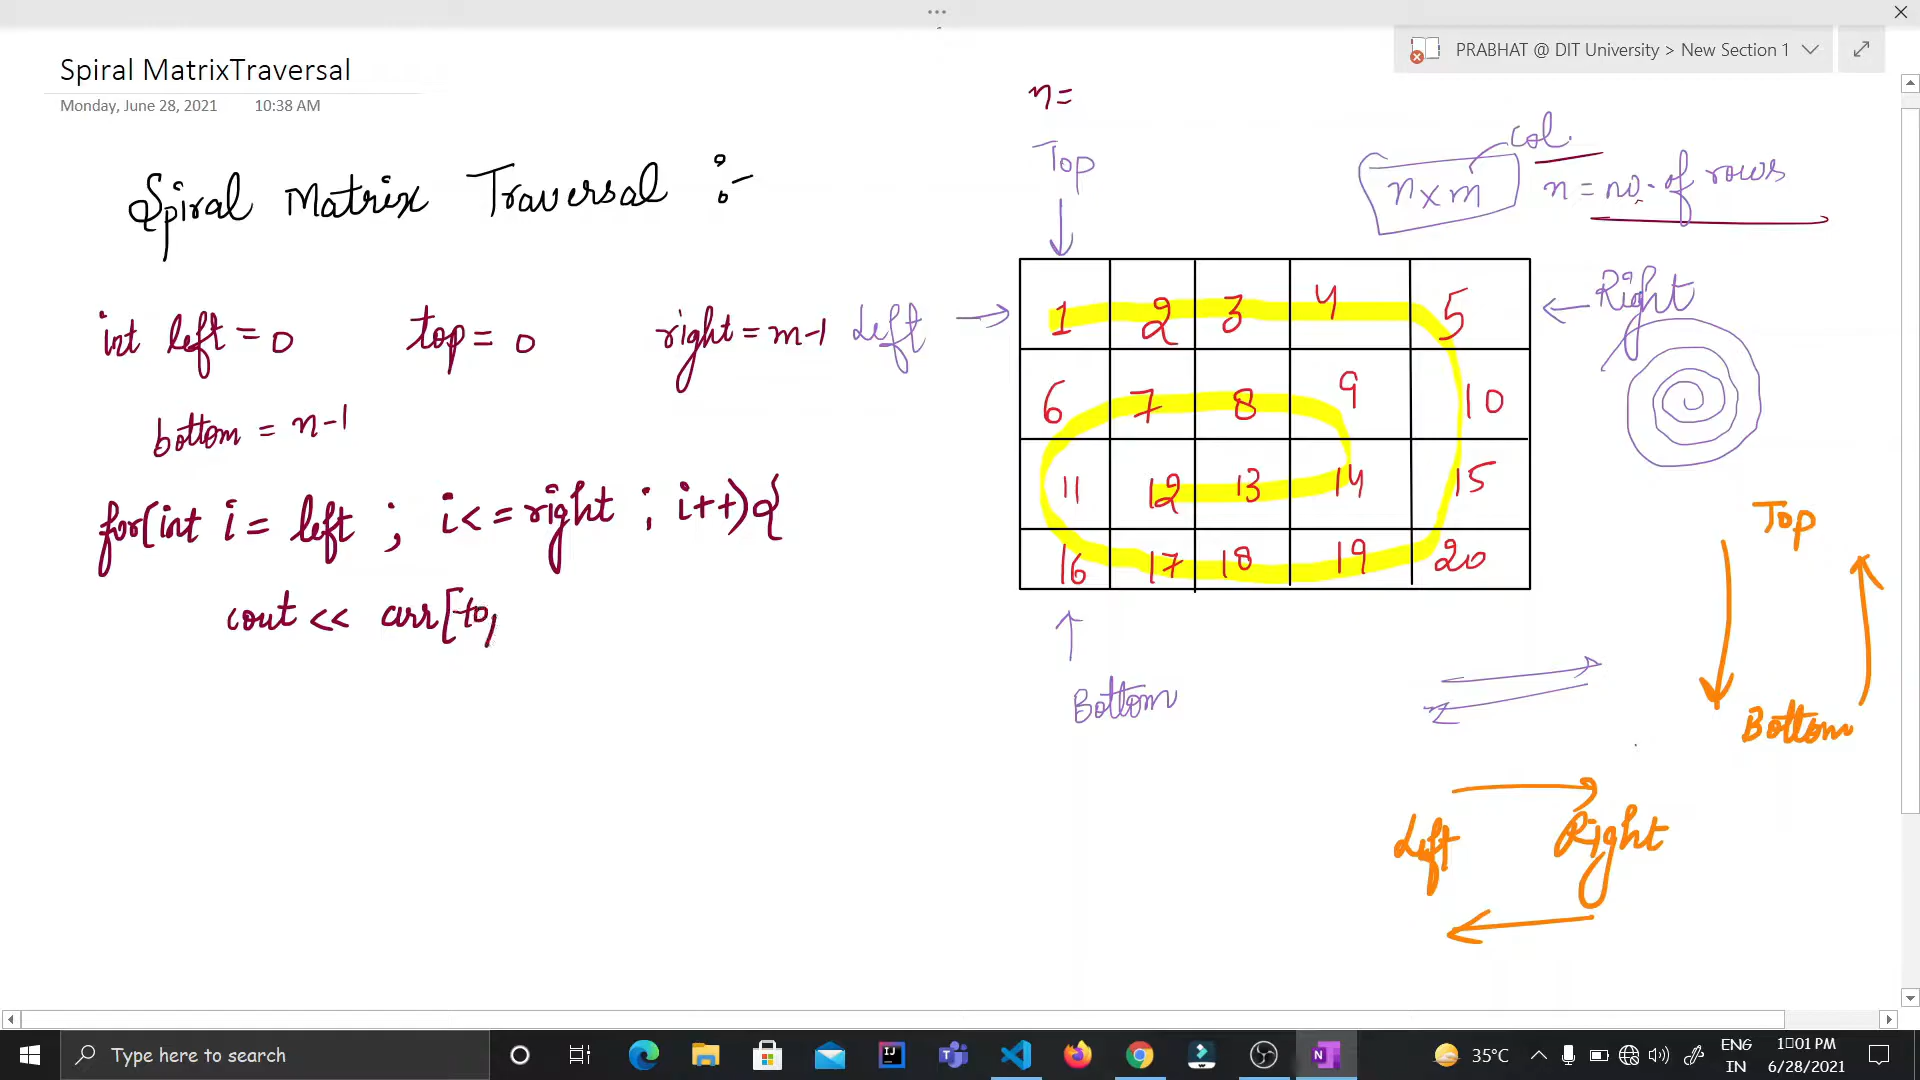 PRABHAT @ DIT University > New Section 1
Spiral MatrixTraversal
Monday, June 28, 2021 10:38 AM
n =
Top
col.
n x m
n = no. of rows
Spiral Matrix Traversal :-
int left = 0 top = 0 right = m-1
Left
Right
bottom = n-1
for(int i = left ; i <= right ; i++){
cout << arr[top
1 2 3 4 5
6 7 8 9 10
11 12 13 14 15
16 17 18 19 20
Bottom
Top
Bottom
Left Right
Type here to search
35°C
ENG
IN
1:01 PM
6/28/2021